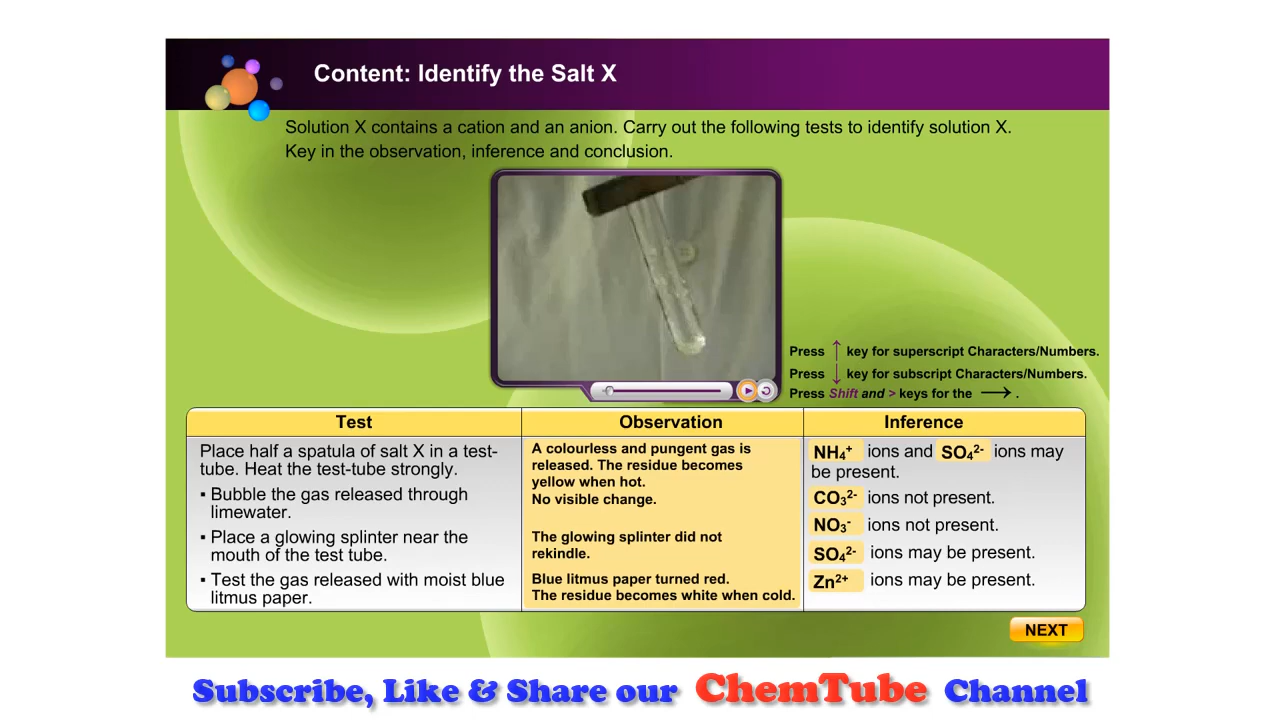 Content: Identify the Salt X
Solution X contains a cation and an anion. Carry out the following tests to identify solution X.
Key in the observation, inference and conclusion.
Press ↑ key for superscript Characters/Numbers.
Press ↓ key for subscript Characters/Numbers.
Press Shift and > keys for the ⟶ .
Test
Observation
Inference
Place half a spatula of salt X in a test-
tube. Heat the test-tube strongly.
▪ Bubble the gas released through
limewater.
▪ Place a glowing splinter near the
mouth of the test tube.
▪ Test the gas released with moist blue
litmus paper.
A colourless and pungent gas is
released. The residue becomes
yellow when hot.
No visible change.
The glowing splinter did not
rekindle.
Blue litmus paper turned red.
The residue becomes white when cold.
NH₄⁺ ions and SO₄²⁻ ions may
be present.
CO₃²⁻ ions not present.
NO₃⁻ ions not present.
SO₄²⁻ ions may be present.
Zn²⁺ ions may be present.
NEXT
Subscribe, Like & Share our ChemTube Channel